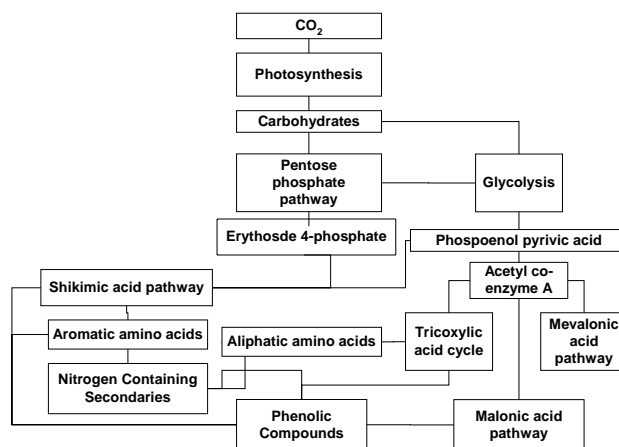 CO₂
Photosynthesis
Carbohydrates
Pentose
phosphate
pathway
Glycolysis
Erythosde 4-phosphate
Phospoenol pyrivic acid
Shikimic acid pathway
Acetyl co-
enzyme A
Aromatic amino acids
Aliphatic amino acids
Tricoxylic
acid cycle
Mevalonic
acid
pathway
Nitrogen Containing
Secondaries
Phenolic
Compounds
Malonic acid
pathway